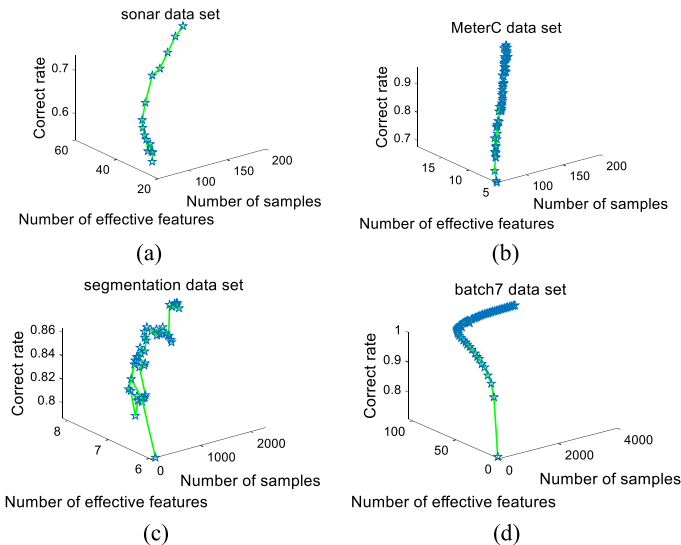 sonar data set
Correct rate
0.7
0.6
60
40
20
100
150
200
Number of samples
Number of effective features
(a)
MeterC data set
Correct rate
0.9
0.8
0.7
15
10
5
100
150
200
Number of samples
Number of effective features
(b)
segmentation data set
Correct rate
0.86
0.84
0.82
0.8
8
7
6
0
1000
2000
Number of samples
Number of effective features
(c)
batch7 data set
Correct rate
1
0.9
0.8
100
50
0
0
2000
4000
Number of samples
Number of effective features
(d)